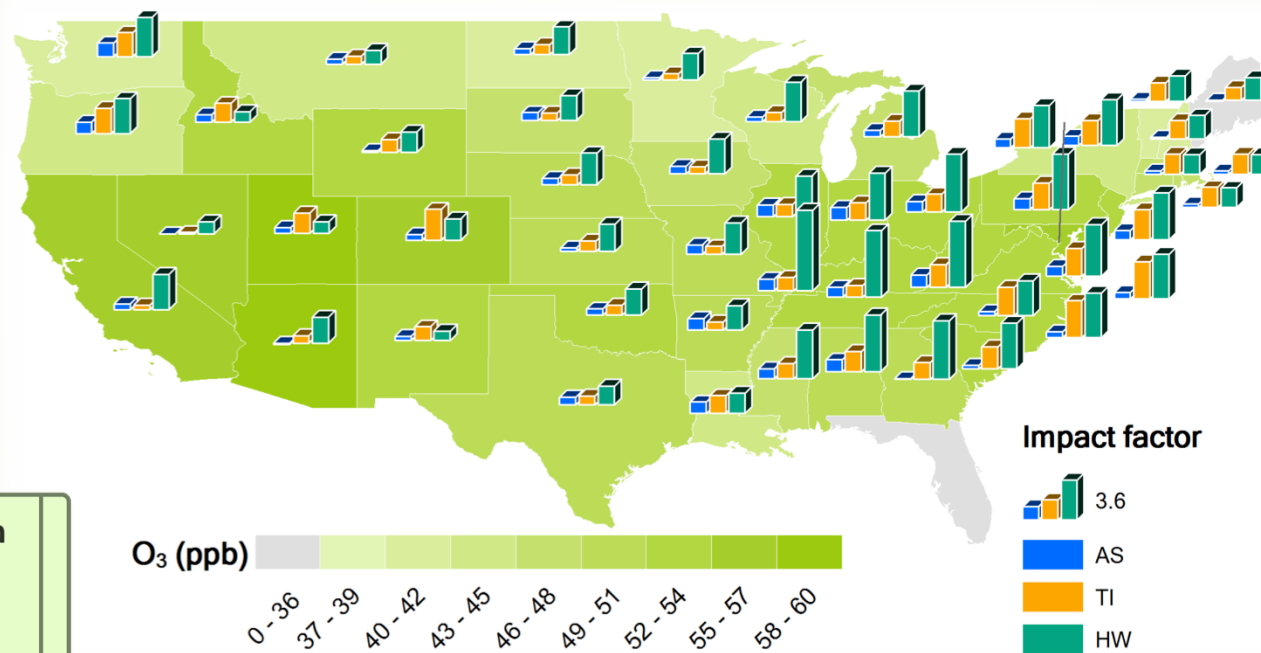 Impact factor
3.6
AS
TI
HW
O₃ (ppb)
0 - 36
37 - 39
40 - 42
43 - 45
46 - 48
49 - 51
52 - 54
55 - 57
58 - 60